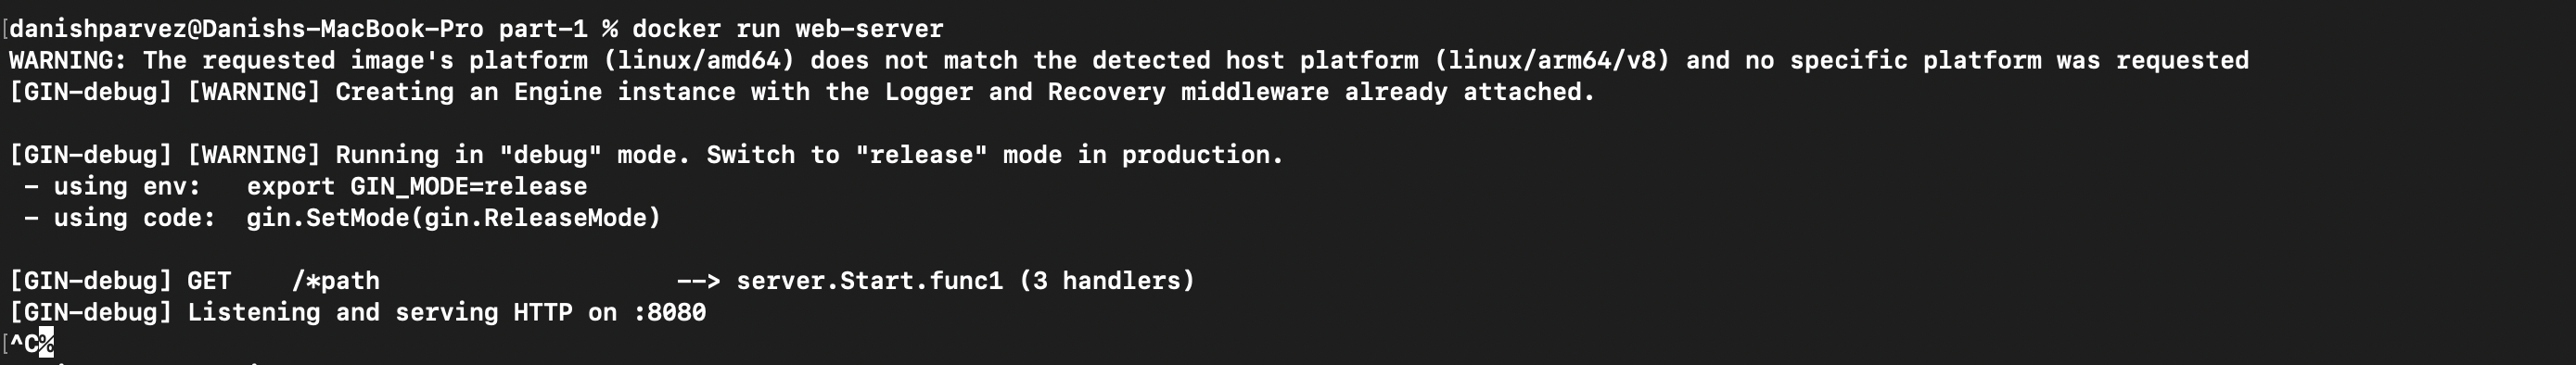 [danishparvez@Danishs-MacBook-Pro part-1 % docker run web-server
WARNING: The requested image's platform (linux/amd64) does not match the detected host platform (linux/arm64/v8) and no specific platform was requested
[GIN-debug] [WARNING] Creating an Engine instance with the Logger and Recovery middleware already attached.
[GIN-debug] [WARNING] Running in "debug" mode. Switch to "release" mode in production.
- using env:   export GIN_MODE=release
- using code:  gin.SetMode(gin.ReleaseMode)
[GIN-debug] GET    /*path                    --> server.Start.func1 (3 handlers)
[GIN-debug] Listening and serving HTTP on :8080
[^C%